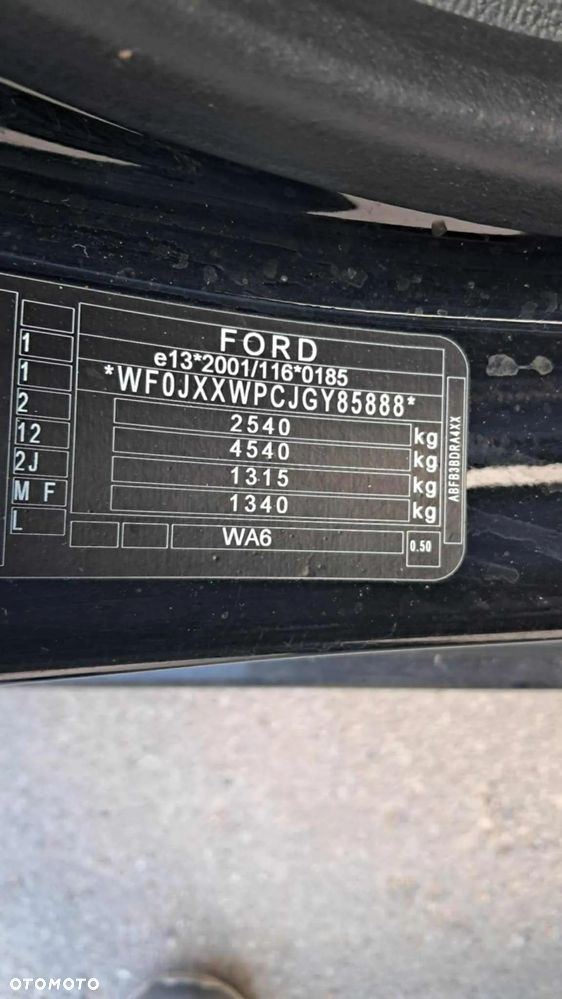 FORD
e13*2001/116*0185
*WF0JXXWPCJGY85888*
2540 kg
4540 kg
1315 kg
1340 kg
WA6
0.50
1
1
2
12
2J
M F
L
ABFB3BDRA4XX
OTOMOTO